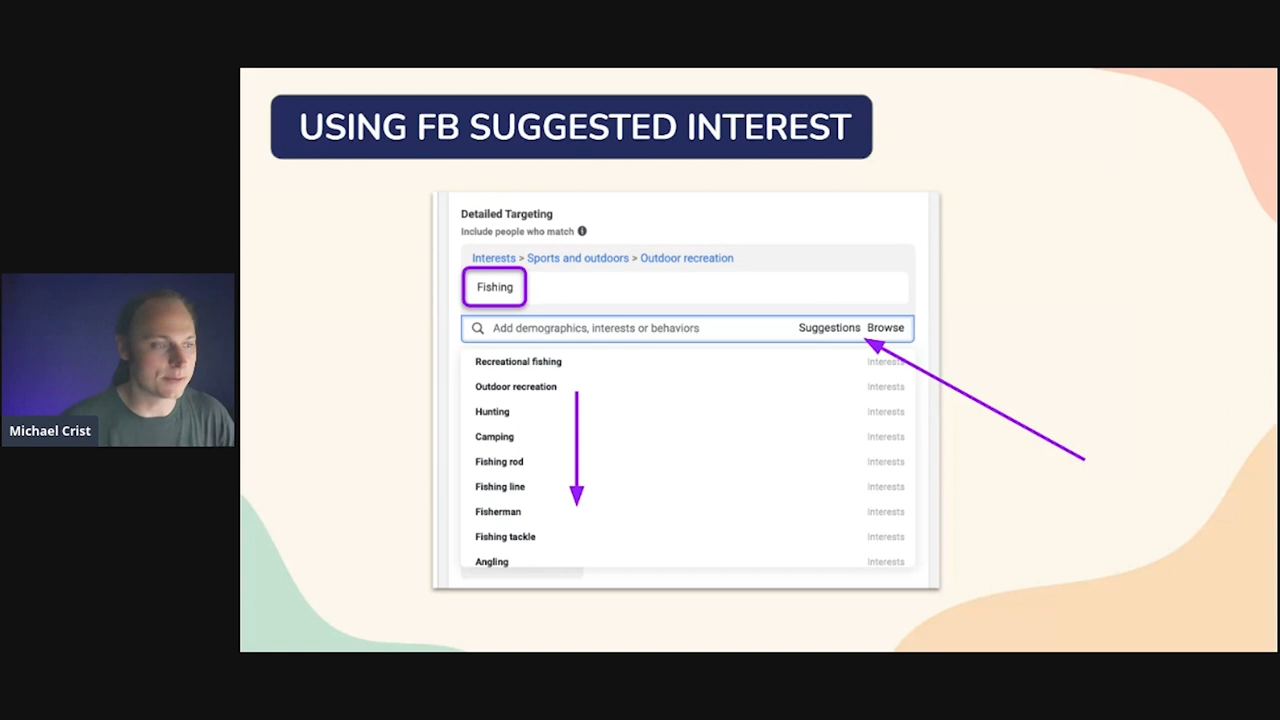 USING FB SUGGESTED INTEREST
Detailed Targeting
Include people who match
Interests > Sports and outdoors > Outdoor recreation
Fishing
Add demographics, interests or behaviors Suggestions Browse
Recreational fishing Interests
Outdoor recreation Interests
Hunting Interests
Camping Interests
Fishing rod Interests
Fishing line Interests
Fisherman Interests
Fishing tackle Interests
Angling Interests
Michael Crist